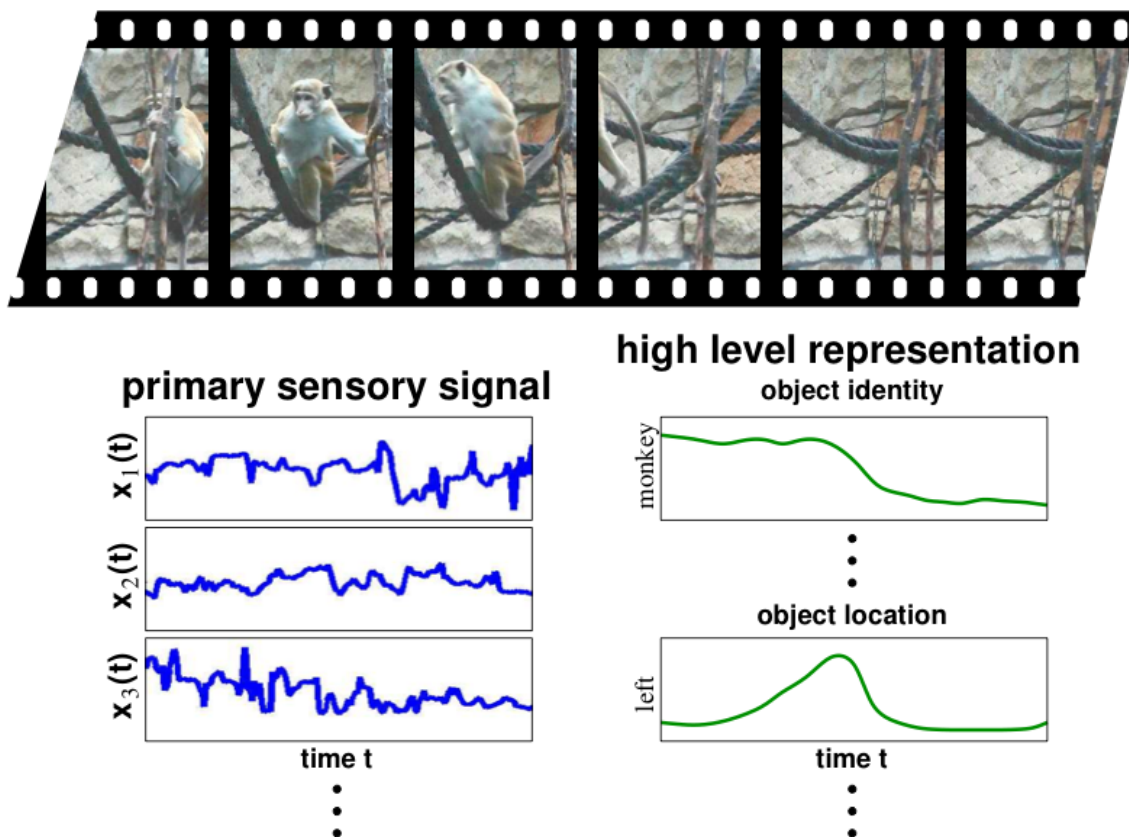 high level representation
primary sensory signal
object identity
x₁(t)
monkey
x₂(t)
object location
x₃(t)
left
time t
time t